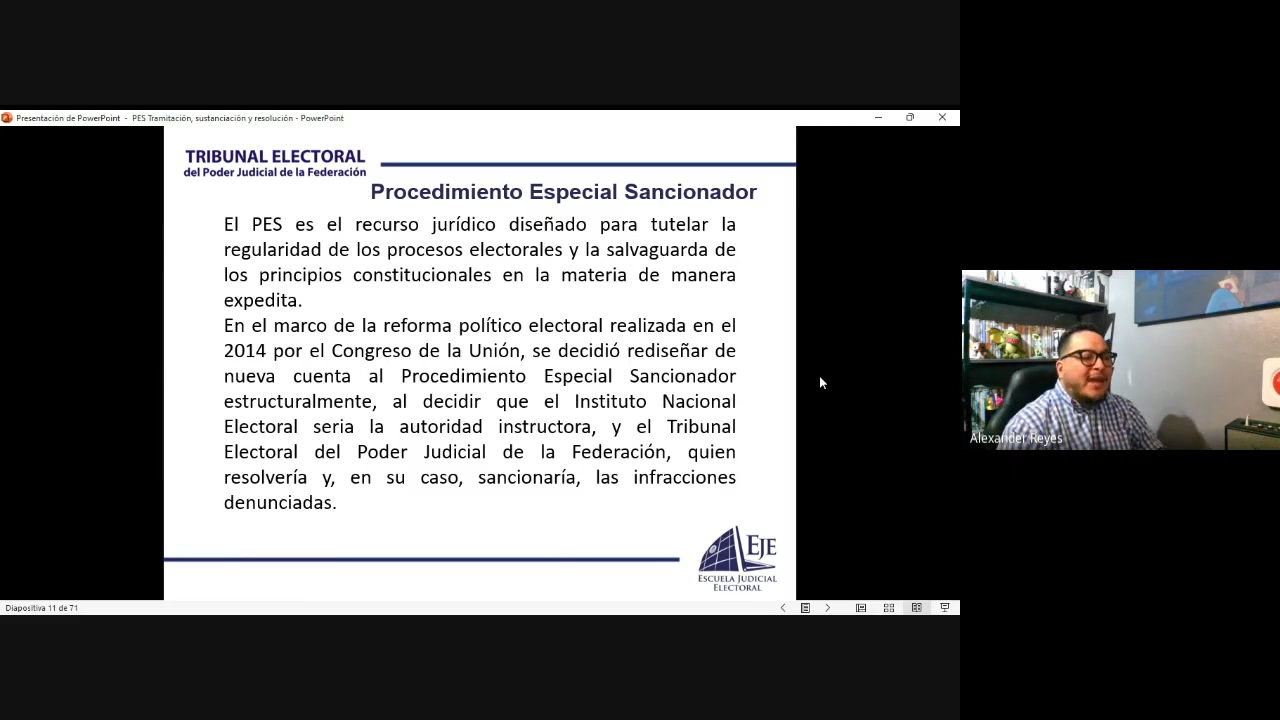 Presentación de PowerPoint - PES Tramitación, sustanciación y resolución - PowerPoint
TRIBUNAL ELECTORAL
del Poder Judicial de la Federación
Procedimiento Especial Sancionador
El PES es el recurso jurídico diseñado para tutelar la
regularidad de los procesos electorales y la salvaguarda de
los principios constitucionales en la materia de manera
expedita.
En el marco de la reforma político electoral realizada en el
2014 por el Congreso de la Unión, se decidió rediseñar de
nueva cuenta al Procedimiento Especial Sancionador
estructuralmente, al decidir que el Instituto Nacional
Electoral seria la autoridad instructora, y el Tribunal
Electoral del Poder Judicial de la Federación, quien
resolvería y, en su caso, sancionaría, las infracciones
denunciadas.
EJE
ESCUELA JUDICIAL
ELECTORAL
Diapositiva 11 de 71
Alexander Reyes